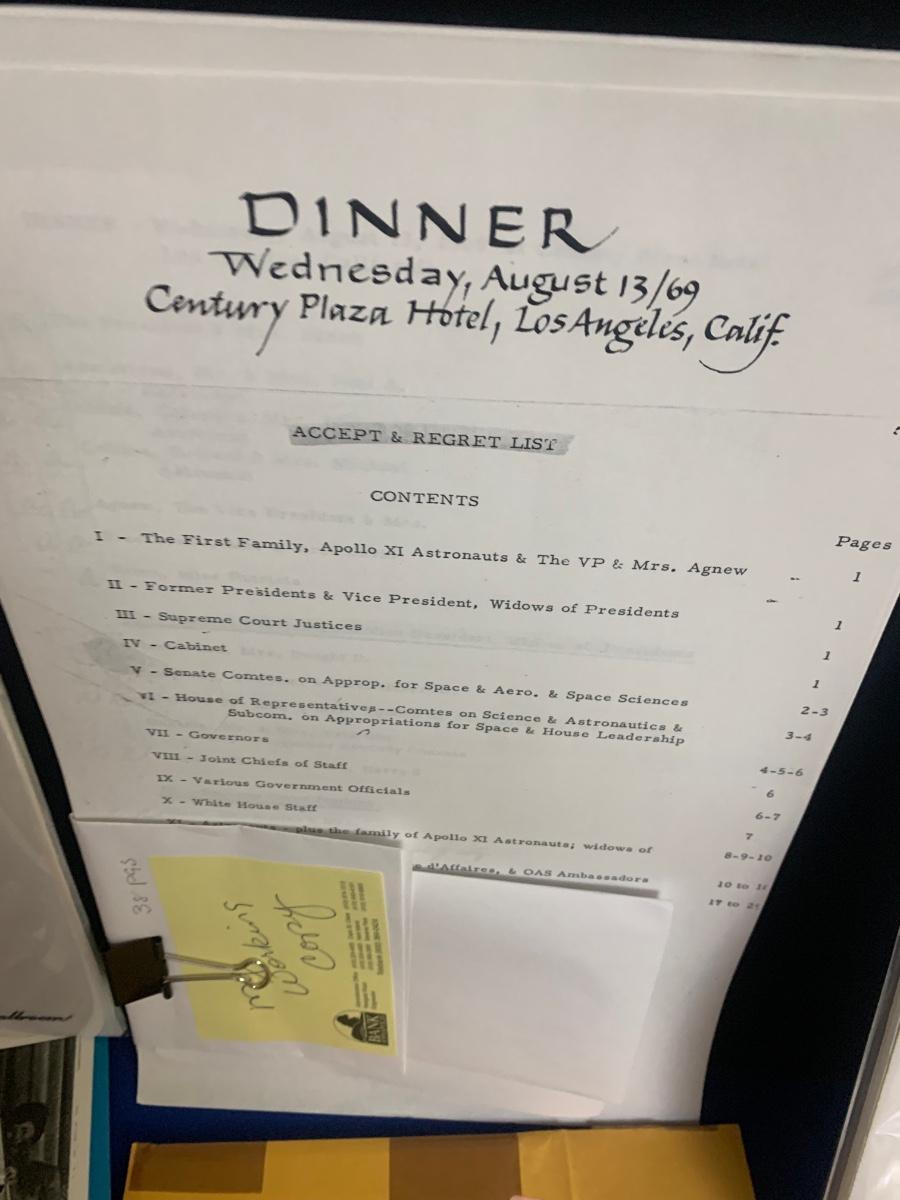 DINNER
Wednesday, August 13/69
Century Plaza Hotel, Los Angeles, Calif.
ACCEPT & REGRET LIST
CONTENTS
Pages
I - The First Family, Apollo XI Astronauts & The VP & Mrs. Agnew 1
II - Former Presidents & Vice President, Widows of Presidents 1
III - Supreme Court Justices 1
IV - Cabinet 1
V - Senate Comtes. on Approp. for Space & Aero. & Space Sciences 2-3
VI - House of Representatives--Comtes on Science & Astronautics &
Subcom. on Appropriations for Space & House Leadership 3-4
VII - Governors 4-5-6
VIII - Joint Chiefs of Staff 6
IX - Various Government Officials 6-7
X - White House Staff 7
plus the family of Apollo XI Astronauts; widows of 8-9-10
d'Affaires, & OAS Ambassadors 10 to
17 to
38 pgs
working
copy
BANK